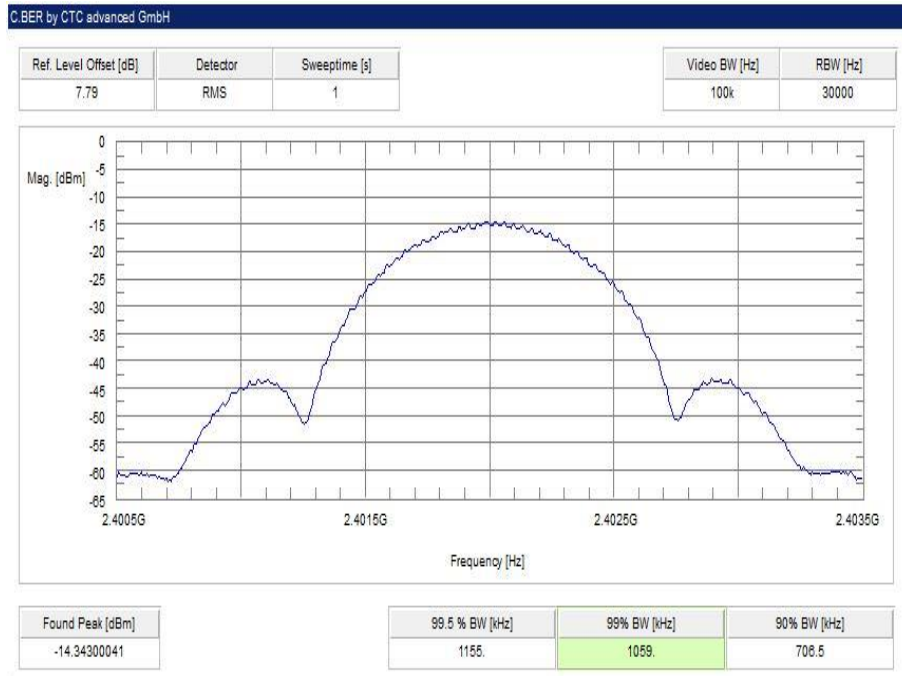 C.BER by CTC advanced GmbH
Ref. Level Offset [dB] Detector Sweeptime [s] Video BW [Hz] RBW [Hz]
7.79 RMS 1 100k 30000
Mag. [dBm]
0
-5
-10
-15
-20
-25
-30
-35
-40
-45
-50
-55
-60
-65
2.4005G 2.4015G 2.4025G 2.4035G
Frequency [Hz]
Found Peak [dBm] 99.5 % BW [kHz] 99% BW [kHz] 90% BW [kHz]
-14.34300041 1155. 1059. 706.5